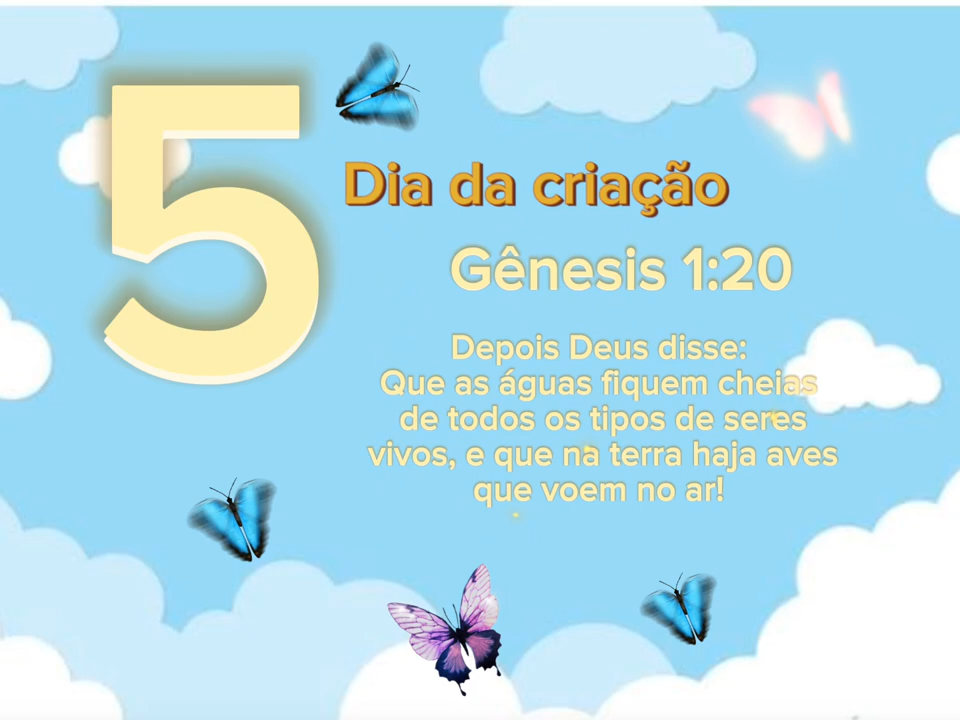 5
Dia da criação
Gênesis 1:20
Depois Deus disse:
Que as águas fiquem cheias
de todos os tipos de seres
vivos, e que na terra haja aves
que voem no ar!